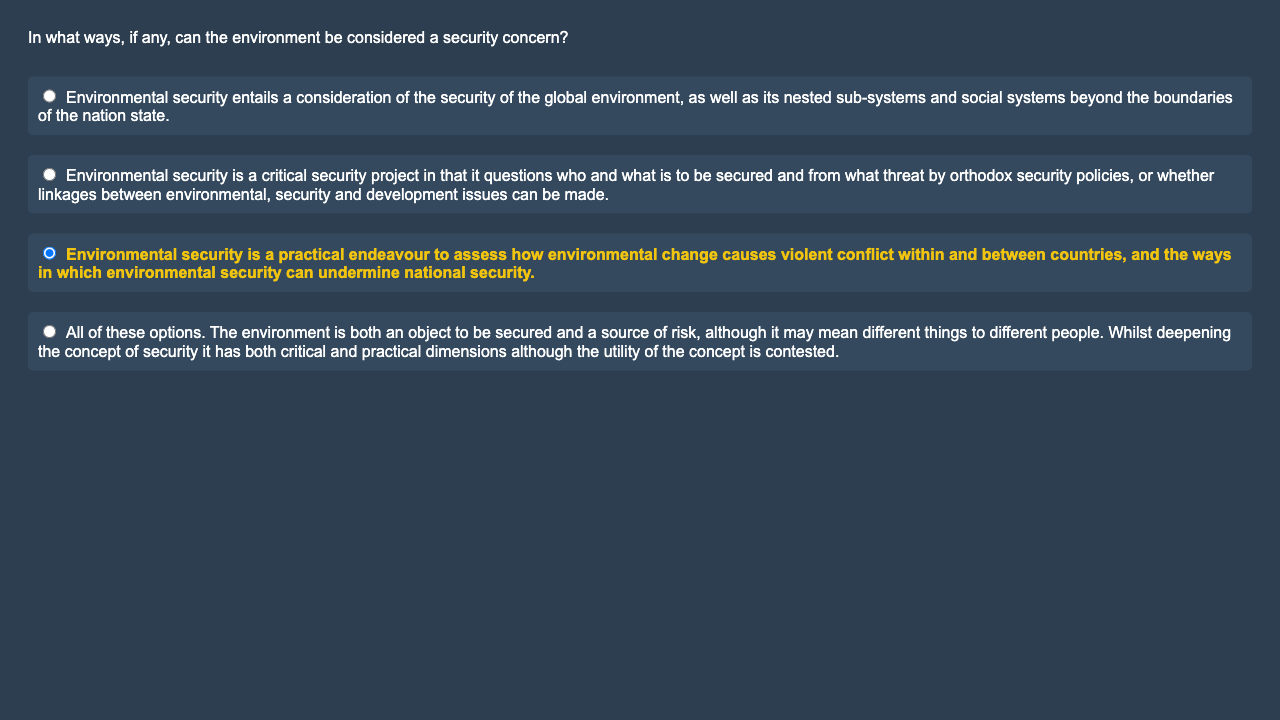 In what ways, if any, can the environment be considered a security concern?
Environmental security entails a consideration of the security of the global environment, as well as its nested sub-systems and social systems beyond the boundaries
of the nation state.
Environmental security is a critical security project in that it questions who and what is to be secured and from what threat by orthodox security policies, or whether
linkages between environmental, security and development issues can be made.
Environmental security is a practical endeavour to assess how environmental change causes violent conflict within and between countries, and the ways
in which environmental security can undermine national security.
All of these options. The environment is both an object to be secured and a source of risk, although it may mean different things to different people. Whilst deepening
the concept of security it has both critical and practical dimensions although the utility of the concept is contested.